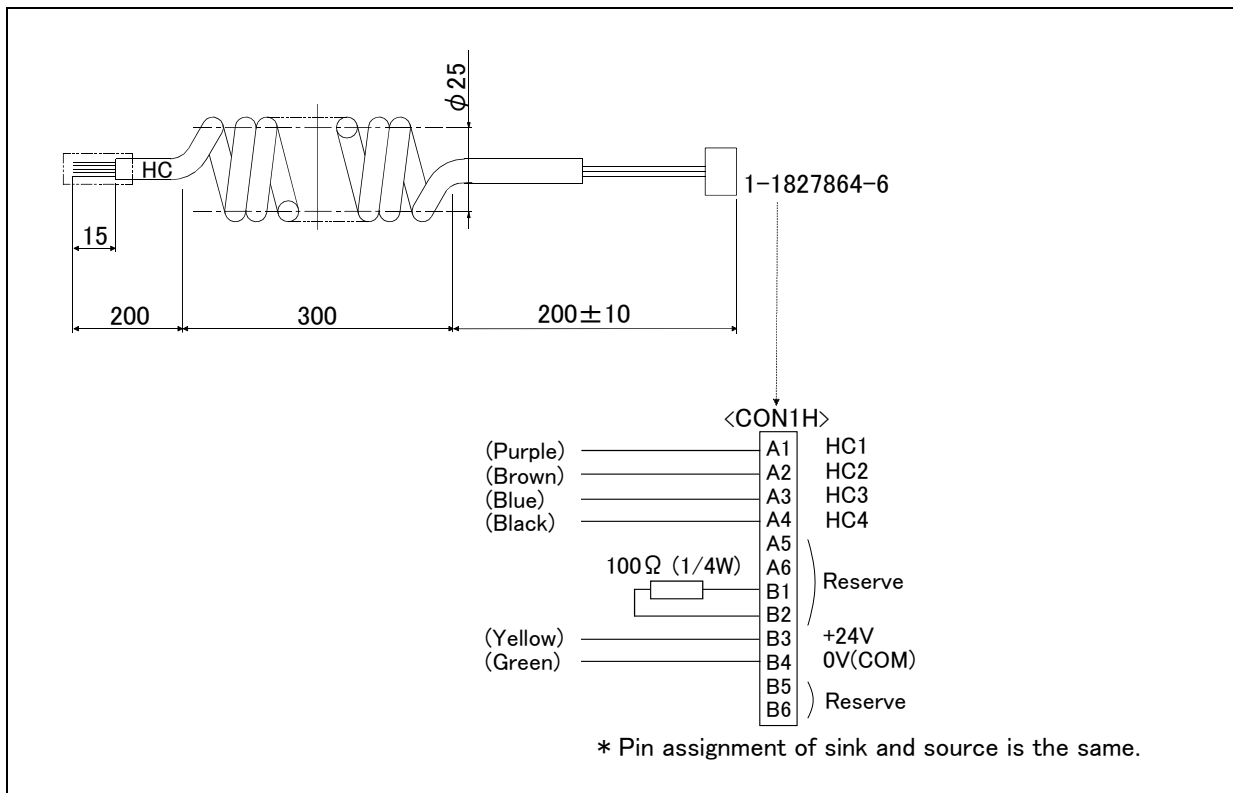 φ25
HC
1-1827864-6
15
200
300
200±10
<CON1H>
(Purple) A1 HC1
(Brown) A2 HC2
(Blue) A3 HC3
(Black) A4 HC4
A5
100Ω (1/4W) A6
Reserve
B1
B2
(Yellow) B3 +24V
(Green) B4 0V(COM)
B5
Reserve
B6
* Pin assignment of sink and source is the same.